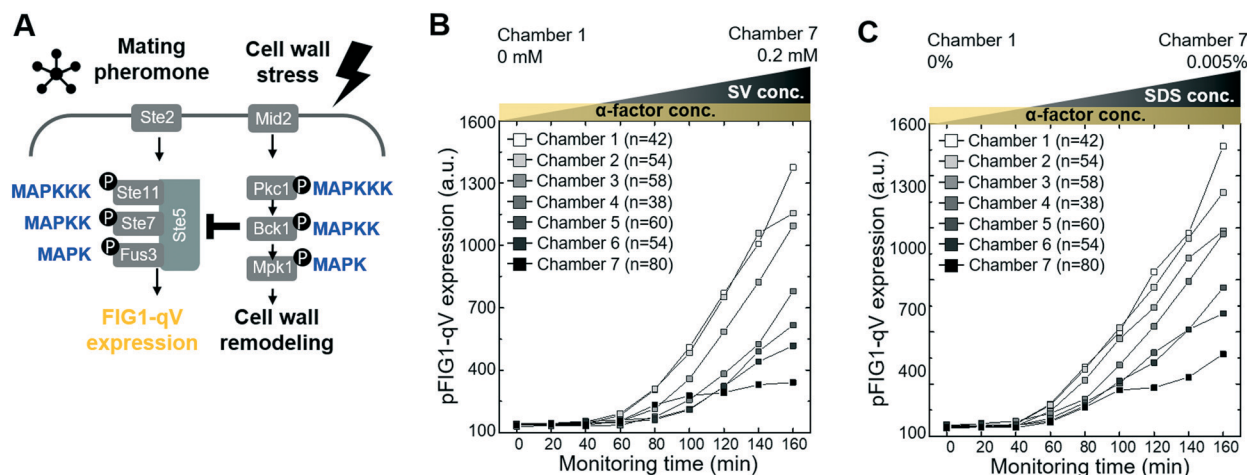 A
Mating
pheromone
Cell wall
stress
Ste2
Mid2
MAPKKK
P
Ste11
Pkc1
P
MAPKKK
MAPKK
P
Ste7
Ste5
Bck1
P
MAPKK
MAPK
P
Fus3
Mpk1
P
MAPK
FIG1-qV
expression
Cell wall
remodeling
B
Chamber 1
0 mM
Chamber 7
0.2 mM
SV conc.
α-factor conc.
pFIG1-qV expression (a.u.)
1600
1300
1000
700
400
100
Chamber 1 (n=42)
Chamber 2 (n=54)
Chamber 3 (n=58)
Chamber 4 (n=38)
Chamber 5 (n=60)
Chamber 6 (n=54)
Chamber 7 (n=80)
0 20 40 60 80 100 120 140 160
Monitoring time (min)
C
Chamber 1
0%
Chamber 7
0.005%
SDS conc.
α-factor conc.
pFIG1-qV expression (a.u.)
1600
1300
1000
700
400
100
Chamber 1 (n=42)
Chamber 2 (n=54)
Chamber 3 (n=58)
Chamber 4 (n=38)
Chamber 5 (n=60)
Chamber 6 (n=54)
Chamber 7 (n=80)
0 20 40 60 80 100 120 140 160
Monitoring time (min)